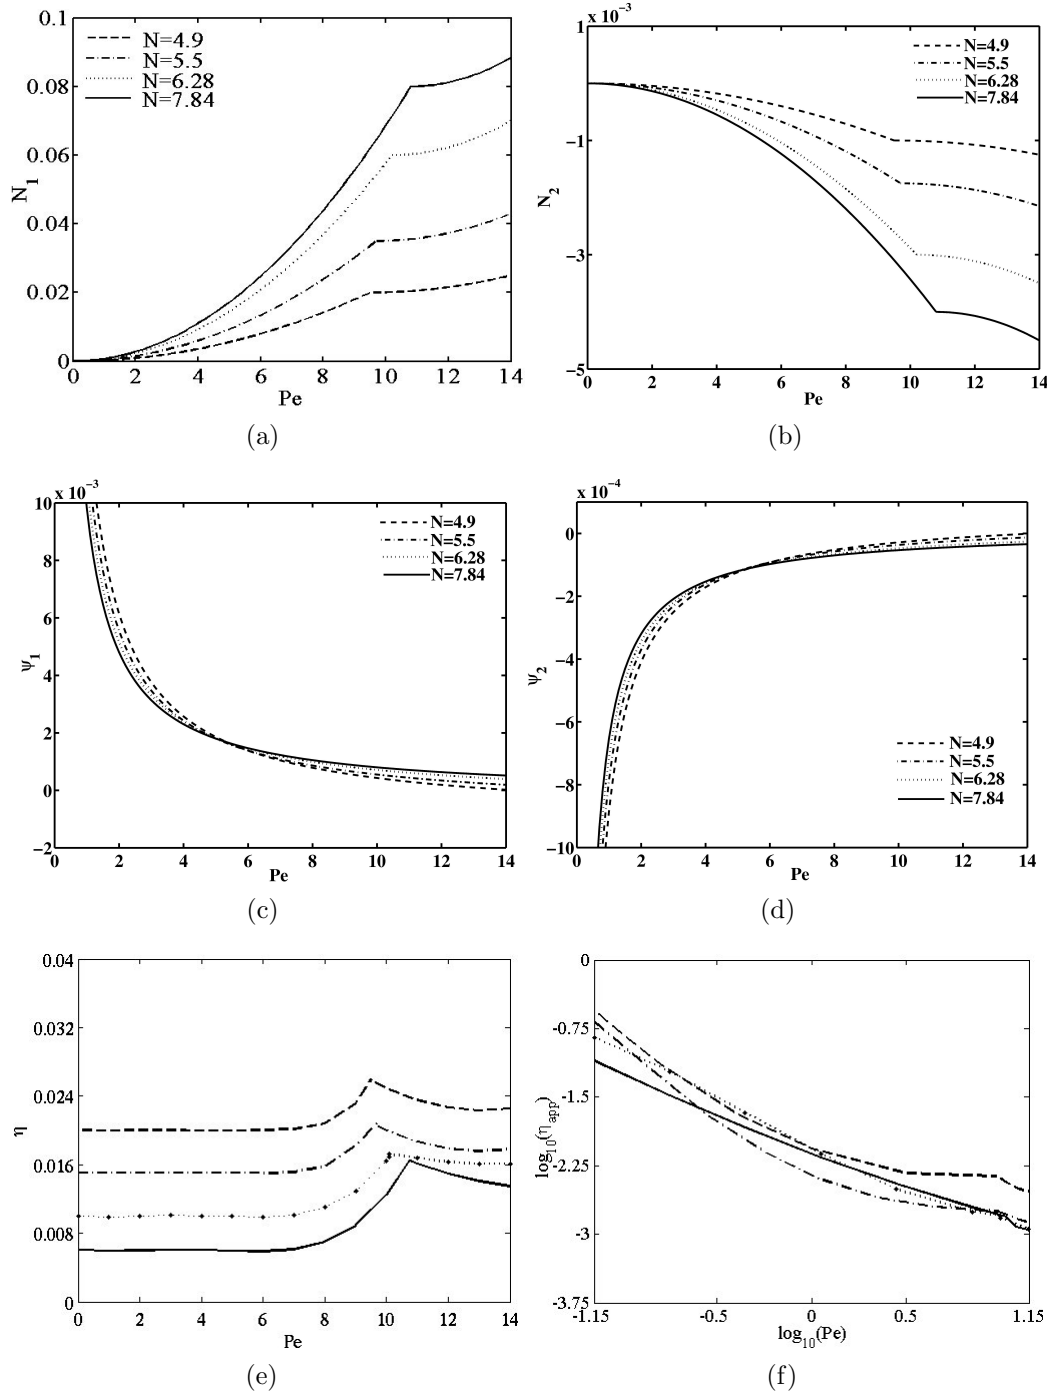 0.1
N=4.9
N=5.5
N=6.28
N=7.84
0.08
0.06
0.04
0.02
0
N1
0 2 4 6 8 10 12 14
Pe
(a)
x 10^-3
1
−1
−3
−5
N2
N=4.9
N=5.5
N=6.28
N=7.84
0 2 4 6 8 10 12 14
Pe
(b)
x 10^-3
10
8
6
4
2
0
−2
ψ1
N=4.9
N=5.5
N=6.28
N=7.84
0 2 4 6 8 10 12 14
Pe
(c)
x 10^-4
0
−2
−4
−6
−8
−10
ψ2
N=4.9
N=5.5
N=6.28
N=7.84
0 2 4 6 8 10 12 14
Pe
(d)
0.04
0.032
0.024
0.016
0.008
0
η
0 2 4 6 8 10 12 14
Pe
(e)
0
-0.75
-1.5
-2.25
-3
-3.75
log10(ηapp)
-1.15 -0.5 0 0.5 1.15
log10(Pe)
(f)